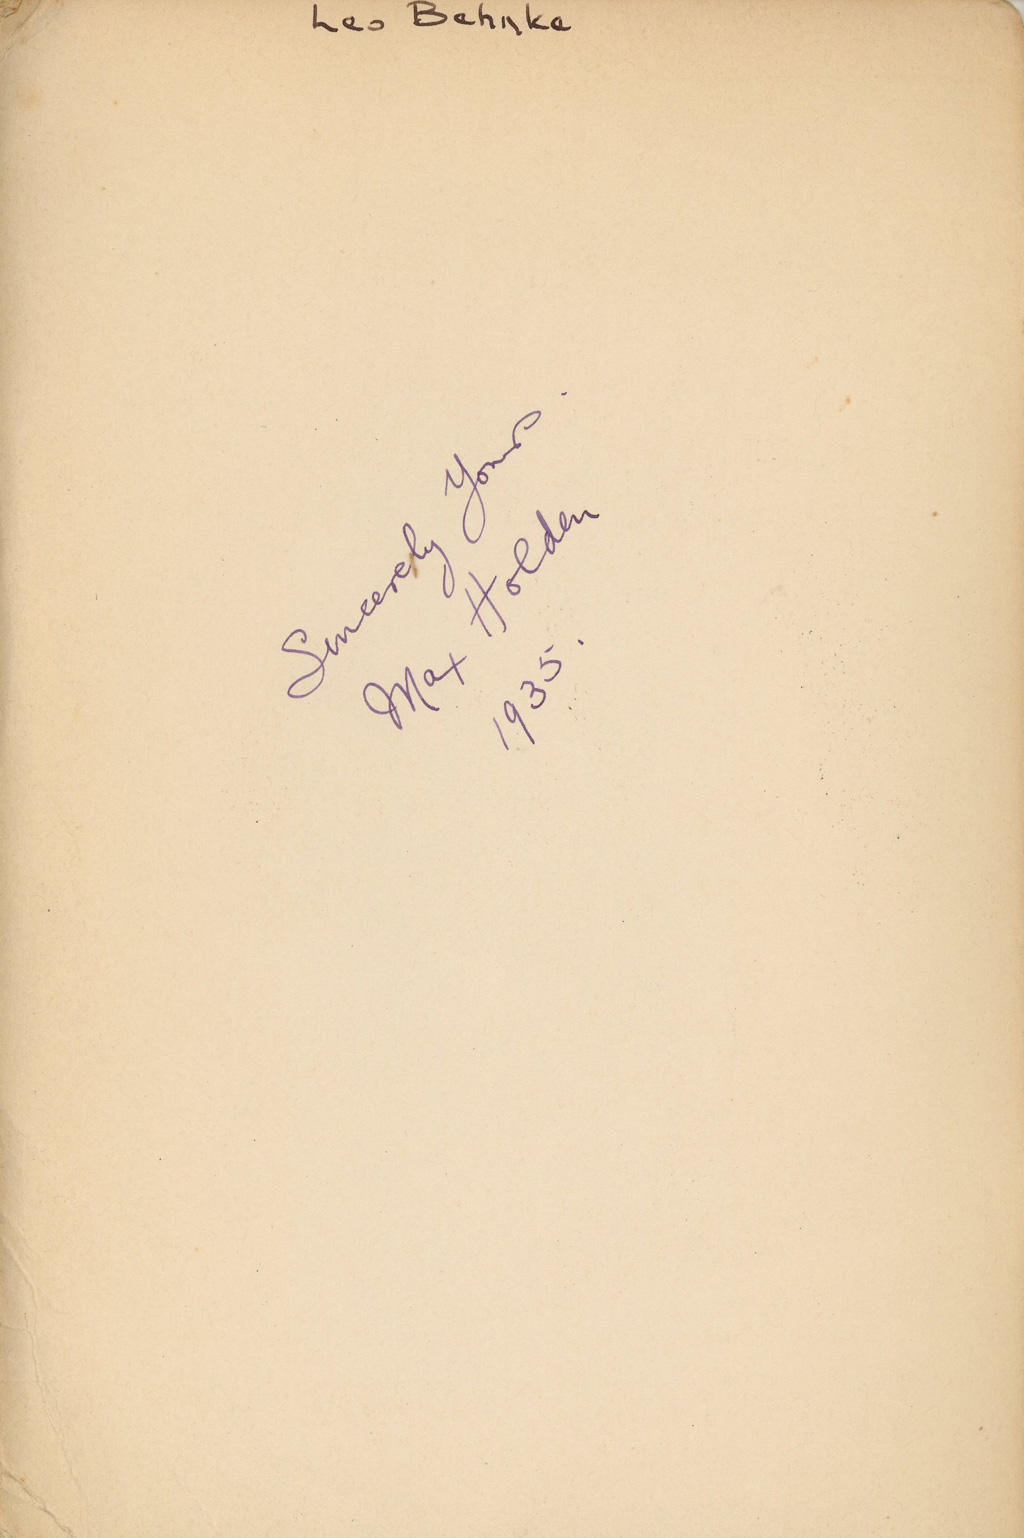 Leo Behnke
Sincerely Yours.
Max Holden
1935.